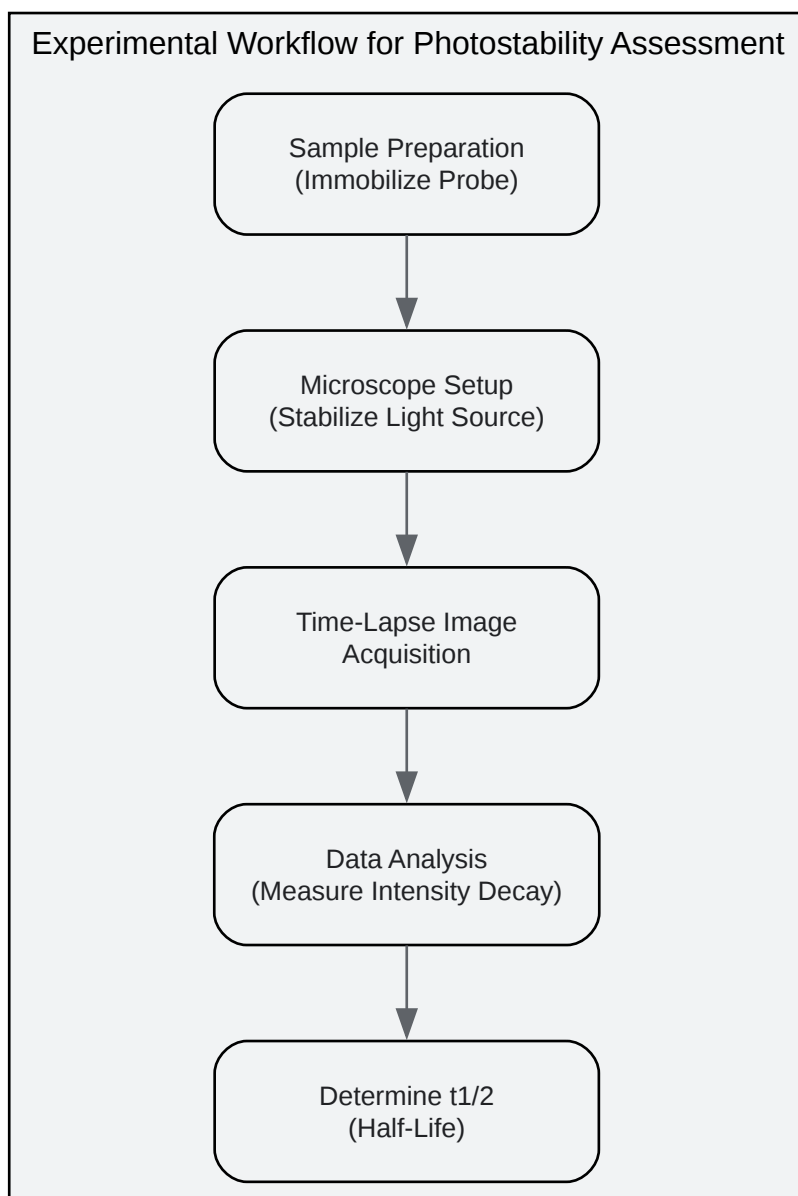 Experimental Workflow for Photostability Assessment
Sample Preparation
(Immobilize Probe)
Microscope Setup
(Stabilize Light Source)
Time-Lapse Image
Acquisition
Data Analysis
(Measure Intensity Decay)
Determine t1/2
(Half-Life)